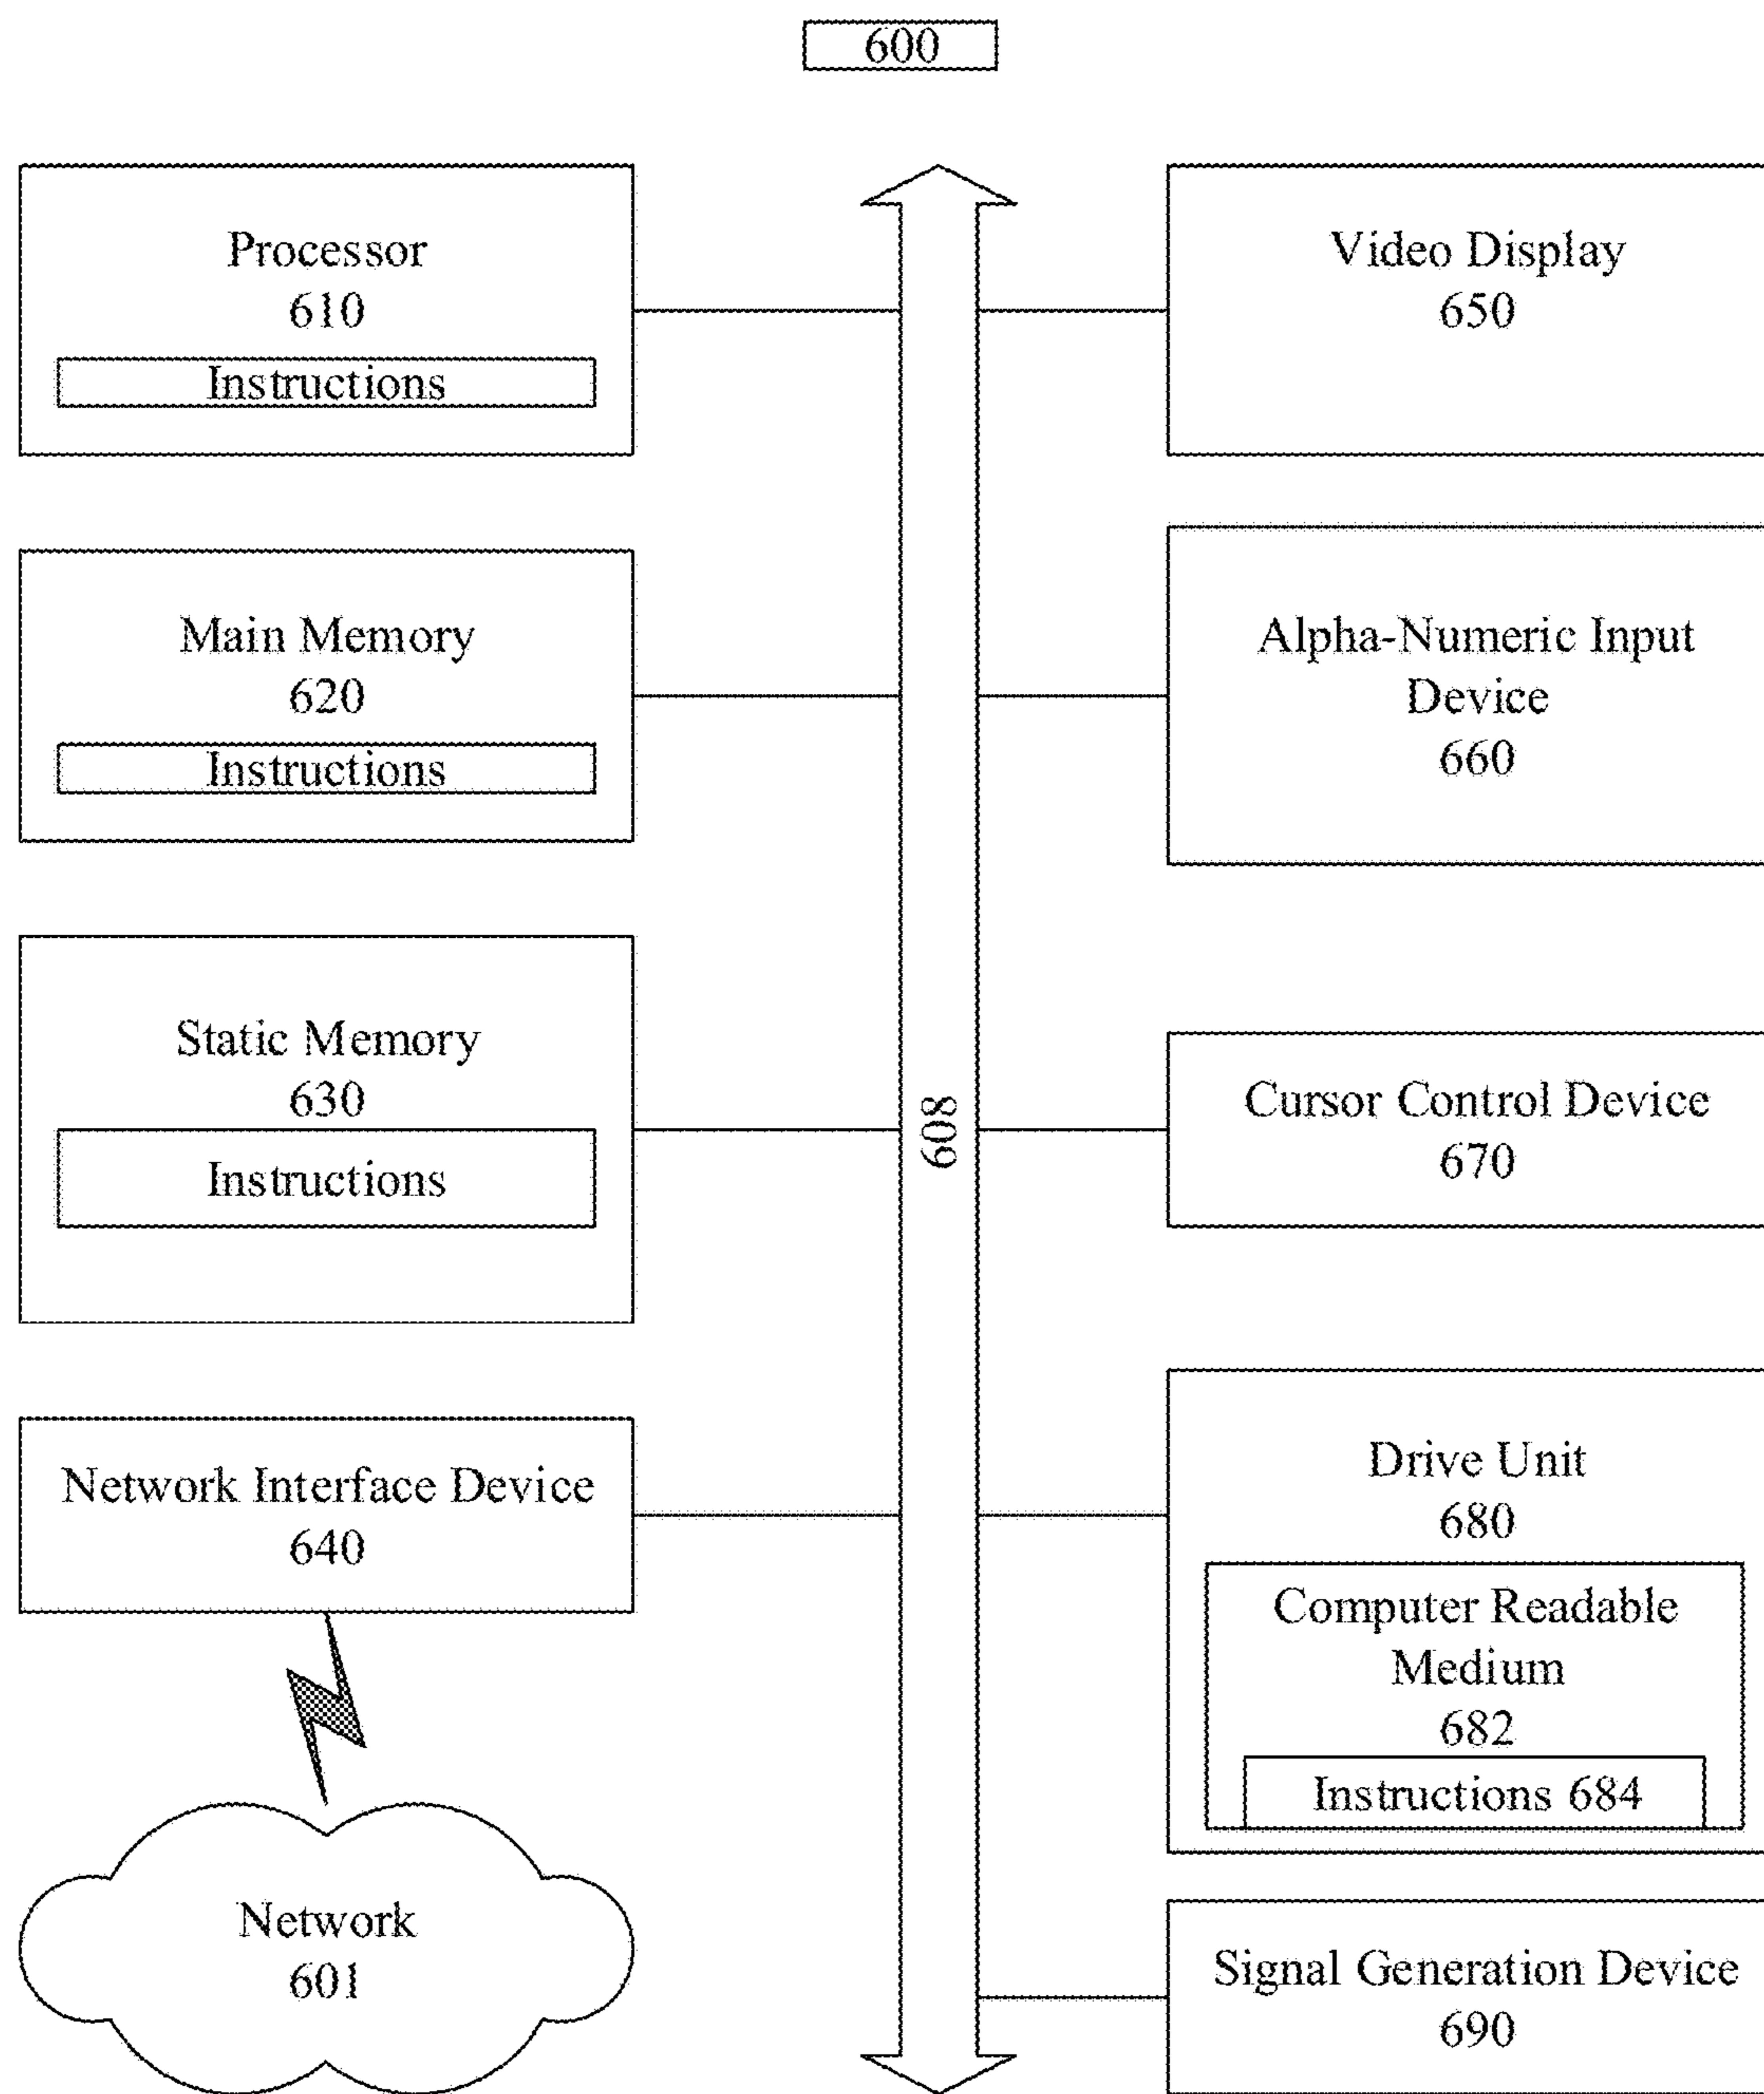 600
Processor
610
Instructions
Main Memory
620
Instructions
Static Memory
630
Instructions
Network Interface Device
640
Network
601
608
Video Display
650
Alpha-Numeric Input
Device
660
Cursor Control Device
670
Drive Unit
680
Computer Readable
Medium
682
Instructions 684
Signal Generation Device
690